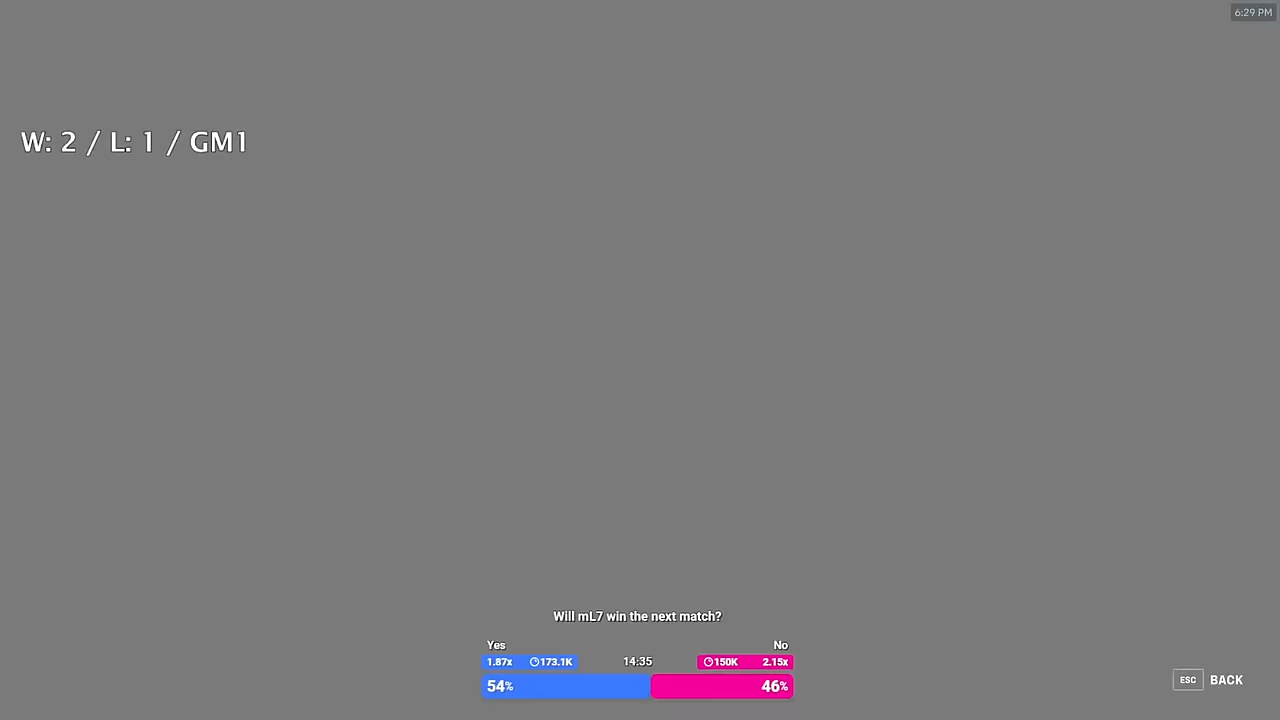 6:29 PM
W: 2 / L: 1 / GM1
Will mL7 win the next match?
Yes No
1.87x 173.1K 14:35 150K 2.15x
54% 46%
ESC BACK